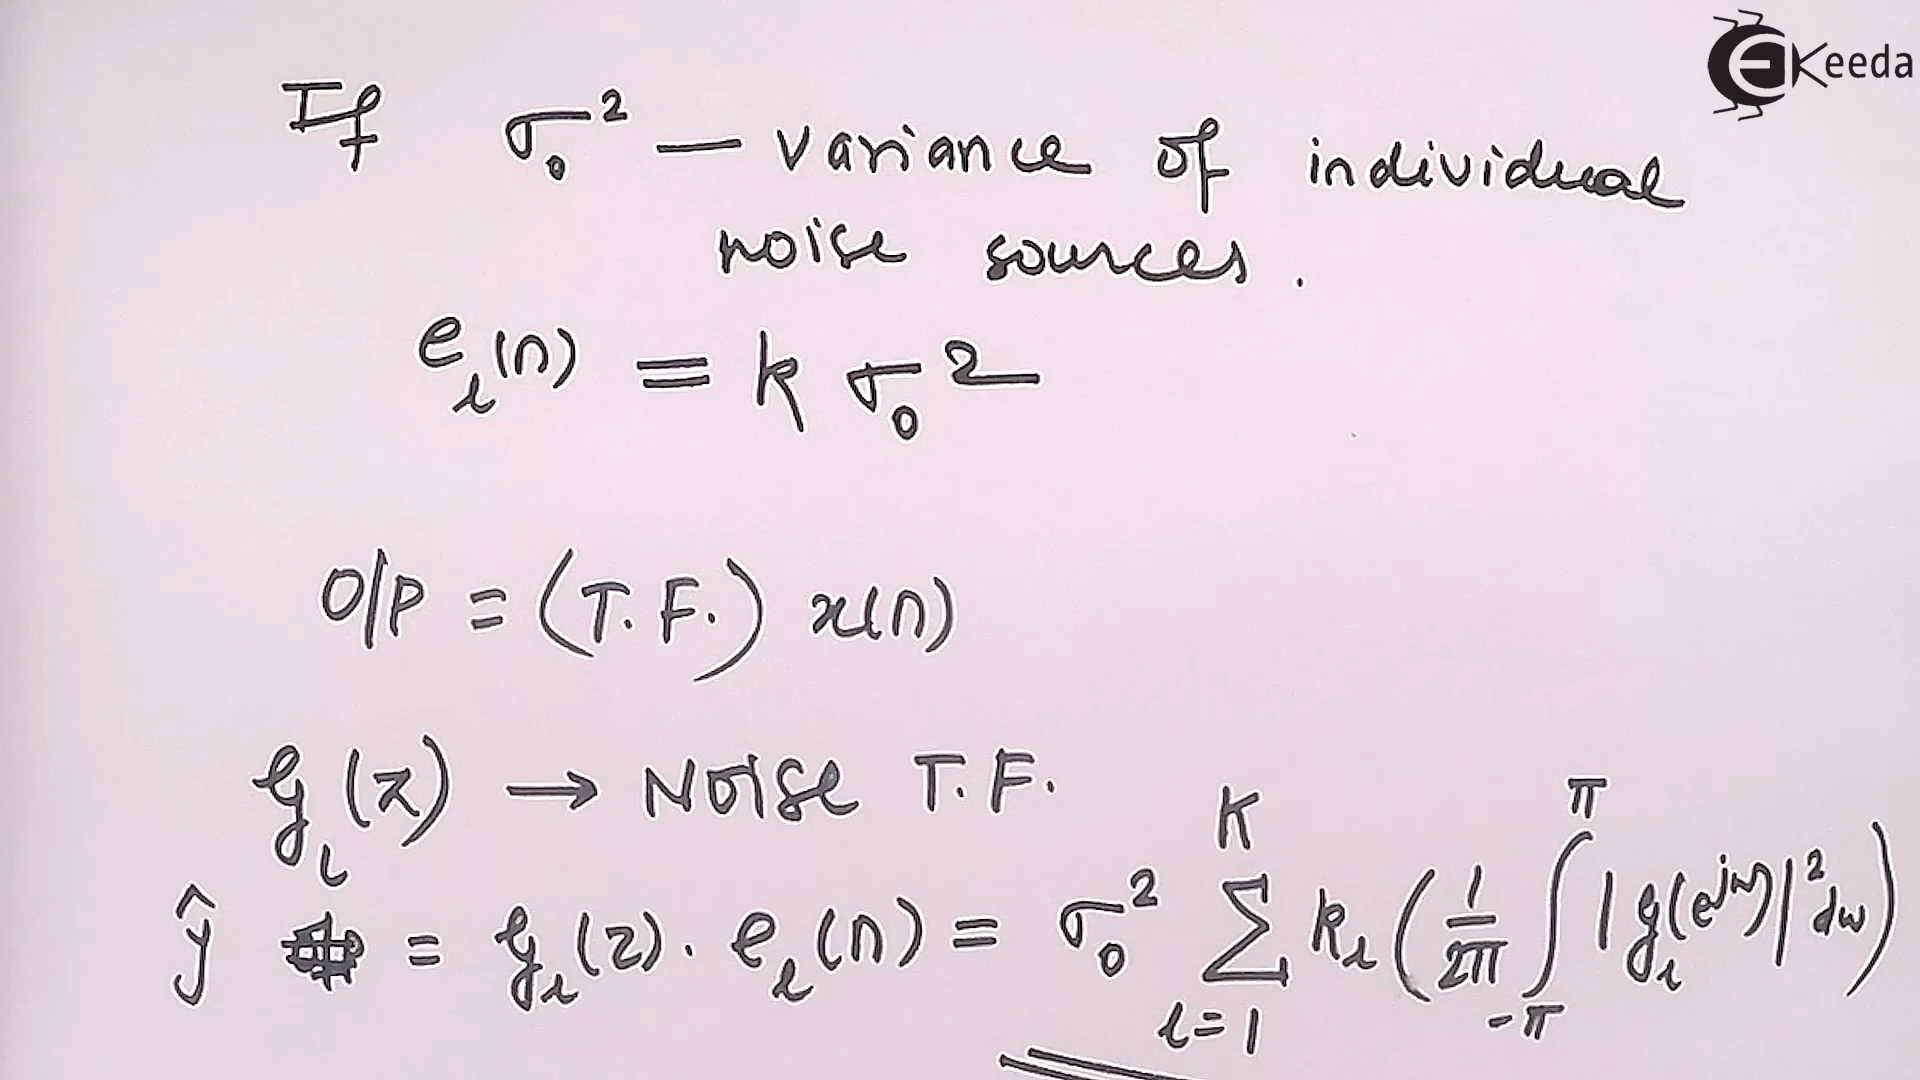 EKeeda
If σ₀² — variance of individual
noise sources.
eₗ(n) = k σ₀²
O/P = (T.F.) x(n)
gₗ(z) → Noise T.F.
ŷ = gₗ(z) . eₗ(n) = σ₀² Σ_{l=1}^{K} kₗ (1/2π ∫_{-π}^{π} |gₗ(e^{jω})|² dω)